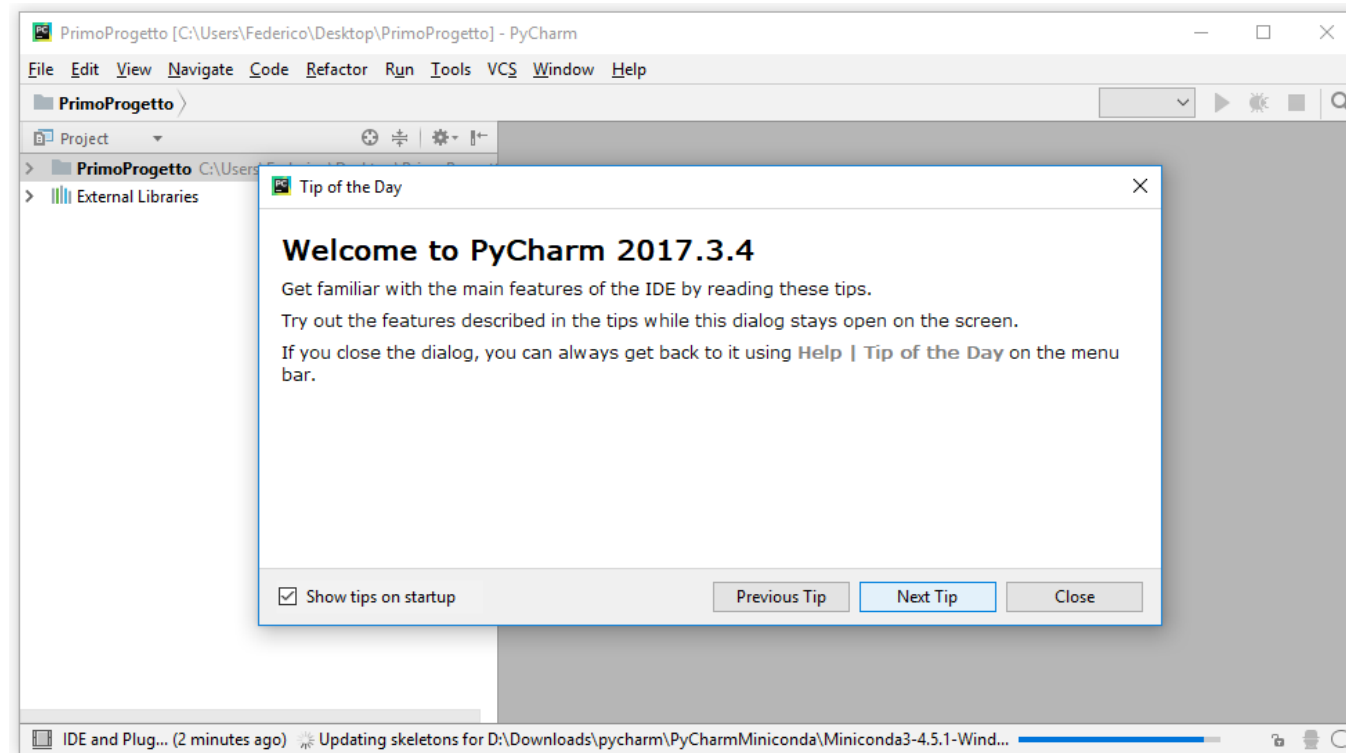 PrimoProgetto [C:\Users\Federico\Desktop\PrimoProgetto] - PyCharm
File Edit View Navigate Code Refactor Run Tools VCS Window Help
PrimoProgetto
Project
PrimoProgetto C:\Users
External Libraries
Tip of the Day
Welcome to PyCharm 2017.3.4
Get familiar with the main features of the IDE by reading these tips.
Try out the features described in the tips while this dialog stays open on the screen.
If you close the dialog, you can always get back to it using Help | Tip of the Day on the menu
bar.
Show tips on startup
Previous Tip Next Tip Close
IDE and Plug... (2 minutes ago) Updating skeletons for D:\Downloads\pycharm\PyCharmMiniconda\Miniconda3-4.5.1-Wind...